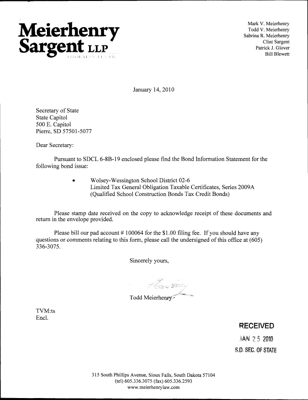 Meierhenry
Sargent LLP
Mark V. Meierhenry
Todd V. Meierhenry
Sabrina R. Meierhenry
Clint Sargent
Patrick J. Glover
Bill Blewett
January 14, 2010
Secretary of State
State Capitol
500 E. Capitol
Pierre, SD 57501-5077
Dear Secretary:
Pursuant to SDCL 6-8B-19 enclosed please find the Bond Information Statement for the
following bond issue:
• Wolsey-Wessington School District 02-6
Limited Tax General Obligation Taxable Certificates, Series 2009A
(Qualified School Construction Bonds Tax Credit Bonds)
Please stamp date received on the copy to acknowledge receipt of these documents and
return in the envelope provided.
Please bill our pad account # 100064 for the $1.00 filing fee. If you should have any
questions or comments relating to this form, please call the undersigned of this office at (605)
336-3075.
Sincerely yours,
Todd Meierhenry
TVM:ts
Encl.
RECEIVED
JAN 25 2010
S.D. SEC. OF STATE
315 South Phillips Avenue, Sioux Falls, South Dakota 57104
(tel) 605.336.3075 (fax) 605.336.2593
www.meierhenrylaw.com